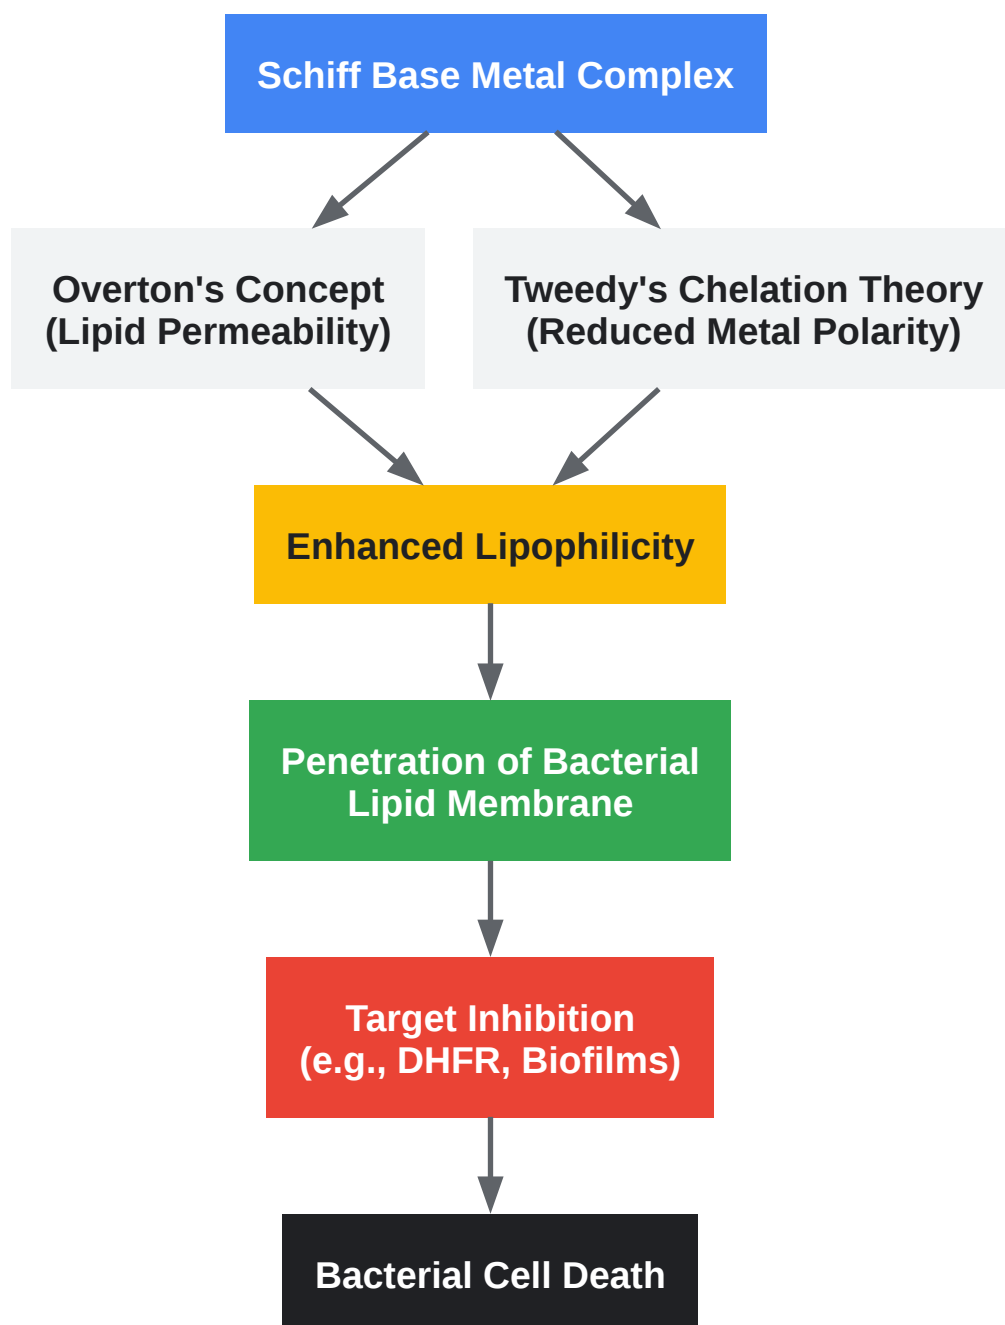 Schiff Base Metal Complex
Overton's Concept
(Lipid Permeability)
Tweedy's Chelation Theory
(Reduced Metal Polarity)
Enhanced Lipophilicity
Penetration of Bacterial
Lipid Membrane
Target Inhibition
(e.g., DHFR, Biofilms)
Bacterial Cell Death